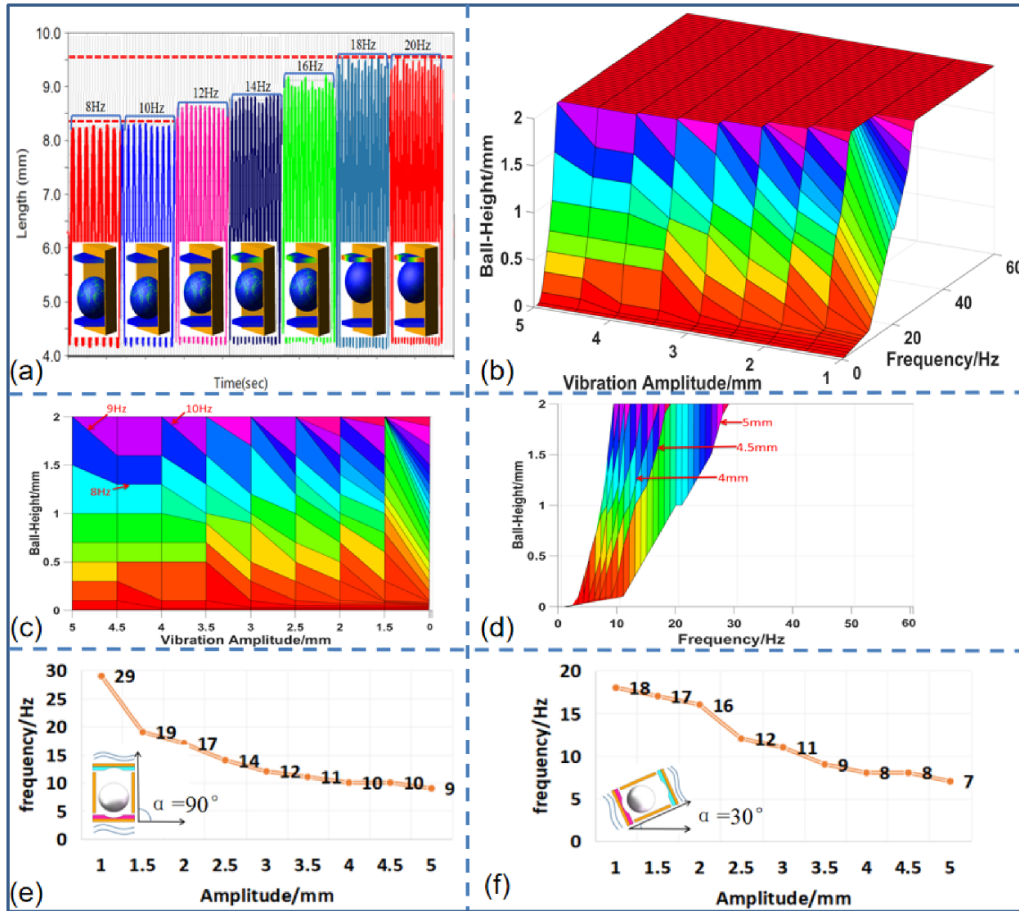 10.0
9.0
8.0
7.0
6.0
5.0
4.0
Length (mm)
8Hz
10Hz
12Hz
14Hz
16Hz
18Hz
20Hz
Time(sec)
(a)
2
1.5
1
0.5
0
Ball-Height/mm
5
4
3
2
1
Vibration Amplitude/mm
0
20
40
60
Frequency/Hz
(b)
2
1.5
1
0.5
0
Ball-Height/mm
9Hz
10Hz
8Hz
5
4.5
4
3.5
3
2.5
2
1.5
0
Vibration Amplitude/mm
(c)
2
1.5
1
0.5
0
Ball-Height/mm
5mm
4.5mm
4mm
0
10
20
30
40
50
60
Frequency/Hz
(d)
30
25
20
15
10
5
0
frequency/Hz
29
19
17
14
12
11
10
10
9
α =90°
1
1.5
2
2.5
3
3.5
4
4.5
5
Amplitude/mm
(e)
20
15
10
5
0
frequency/Hz
18
17
16
12
11
9
8
8
7
α =30°
1
1.5
2
2.5
3
3.5
4
4.5
5
Amplitude/mm
(f)